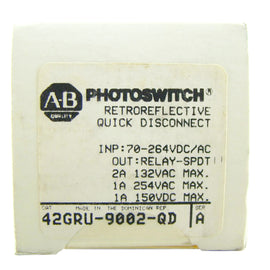 A-B
QUALITY
PHOTOSWITCH®
RETROREFLECTIVE
QUICK DISCONNECT
INP:70-264VDC/AC
OUT:RELAY-SPDT
2A 132VAC MAX.
1A 254VAC MAX.
1A 150VDC MAX.
CAT MADE IN THE DOMINICAN REP. SER
42GRU-9002-QD A